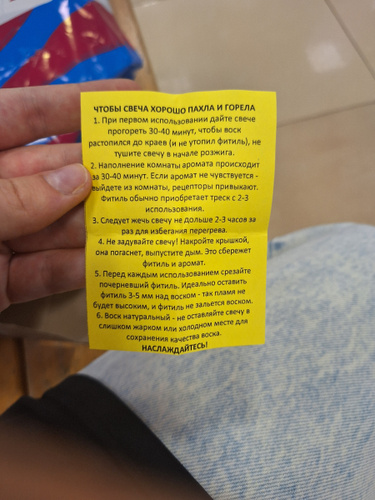 ЧТОБЫ СВЕЧА ХОРОШО ПАХЛА И ГОРЕЛА
1. При первом использовании дайте свече
прогореть 30-40 минут, чтобы воск
растопился до краев (и не утопил фитиль), не
тушите свечу в начале розжига.
2. Наполнение комнаты аромата происходит
за 30-40 минут. Если аромат не чувствуется -
выйдете из комнаты, рецепторы привыкают.
Фитиль обычно приобретает треск с 2-3
использования.
3. Следует жечь свечу не дольше 2-3 часов за
раз для избегания перегрева.
4. Не задувайте свечу! Накройте крышкой,
она погаснет, выпустите дым. Это сбережет
фитиль и аромат.
5. Перед каждым использованием срезайте
почерневший фитиль. Идеально оставить
фитиль 3-5 мм над воском - так пламя не
будет высоким, и фитиль не зальется воском.
6. Воск натуральный - не оставляйте свечу в
слишком жарком или холодном месте для
сохранения качества воска.
НАСЛАЖДАЙТЕСЬ!